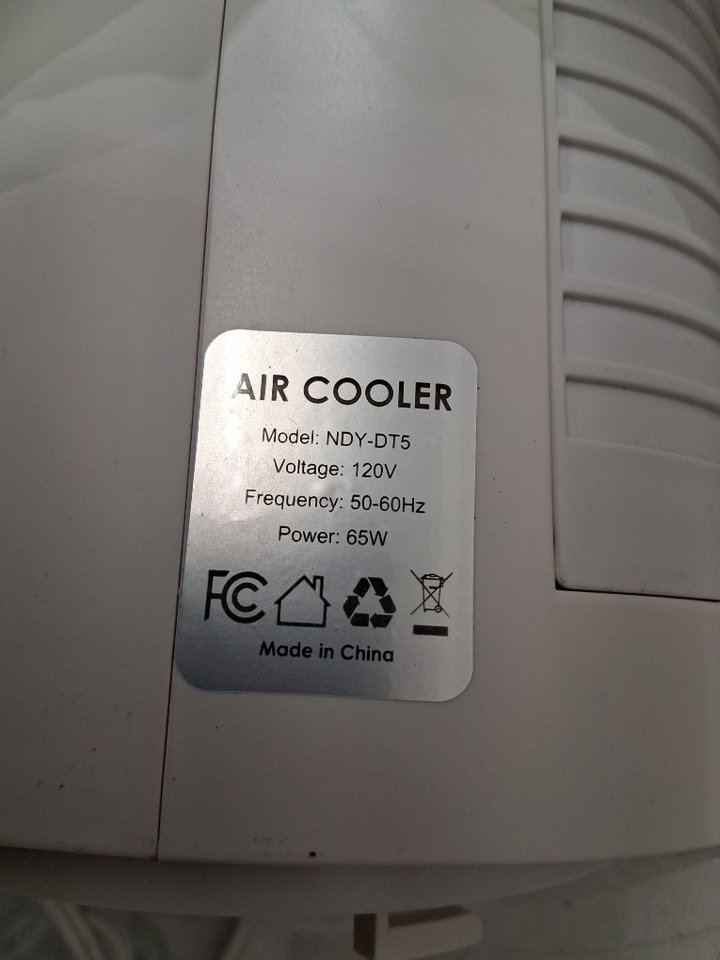 AIR COOLER
Model: NDY-DT5
Voltage: 120V
Frequency: 50-60Hz
Power: 65W
FC
Made in China